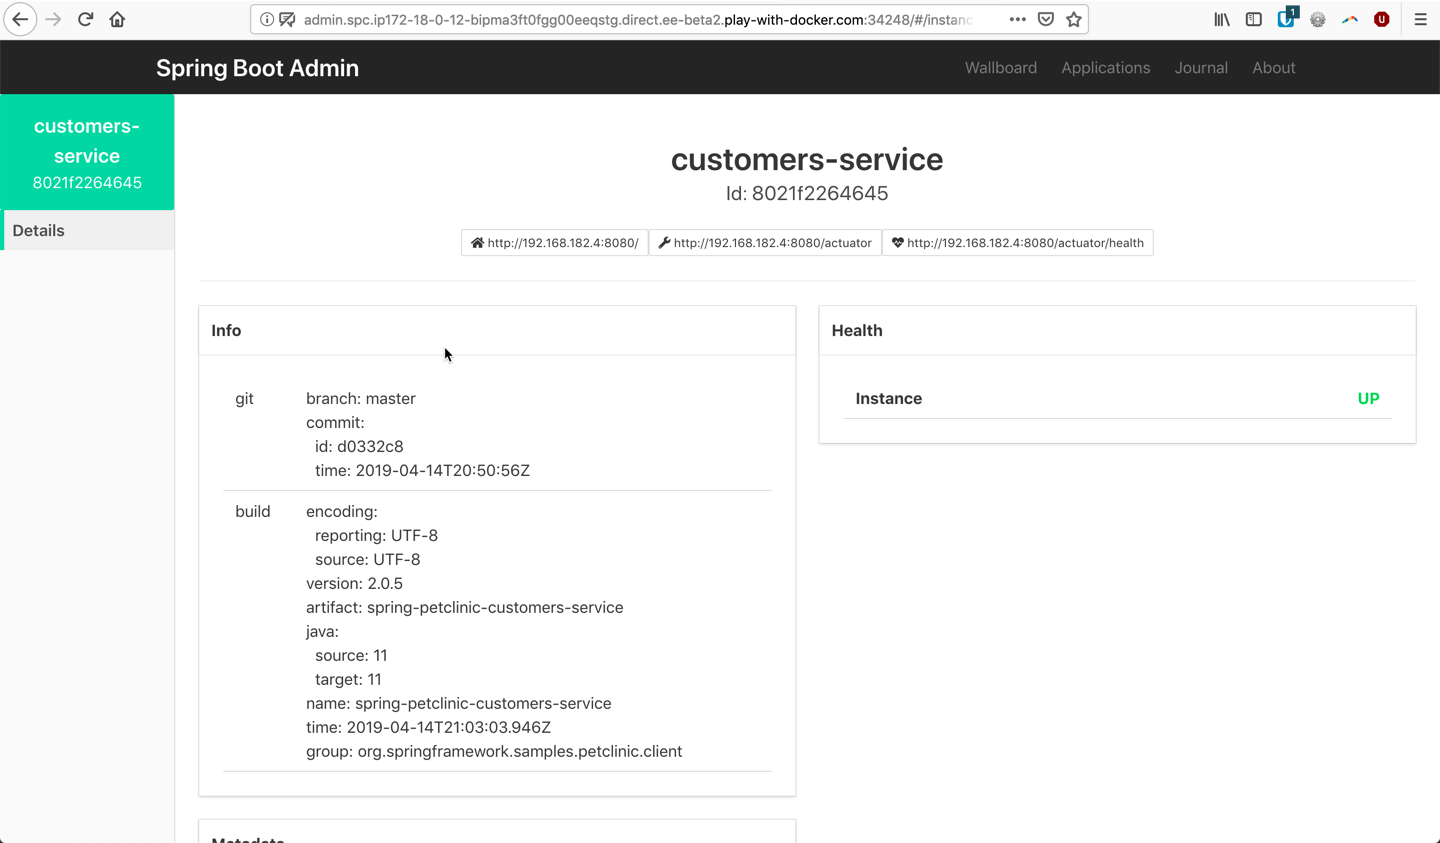 admin.spc.ip172-18-0-12-bipma3ft0fgg00eeqstg.direct.ee-beta2.play-with-docker.com:34248/#/instanc
1
Spring Boot Admin
Wallboard
Applications
Journal
About
customers-
service
8021f2264645
Details
customers-service
Id: 8021f2264645
http://192.168.182.4:8080/
http://192.168.182.4:8080/actuator
http://192.168.182.4:8080/actuator/health
Info
git
branch: master
commit:
id: d0332c8
time: 2019-04-14T20:50:56Z
build
encoding:
reporting: UTF-8
source: UTF-8
version: 2.0.5
artifact: spring-petclinic-customers-service
java:
source: 11
target: 11
name: spring-petclinic-customers-service
time: 2019-04-14T21:03:03.946Z
group: org.springframework.samples.petclinic.client
Health
Instance
UP
Metadata